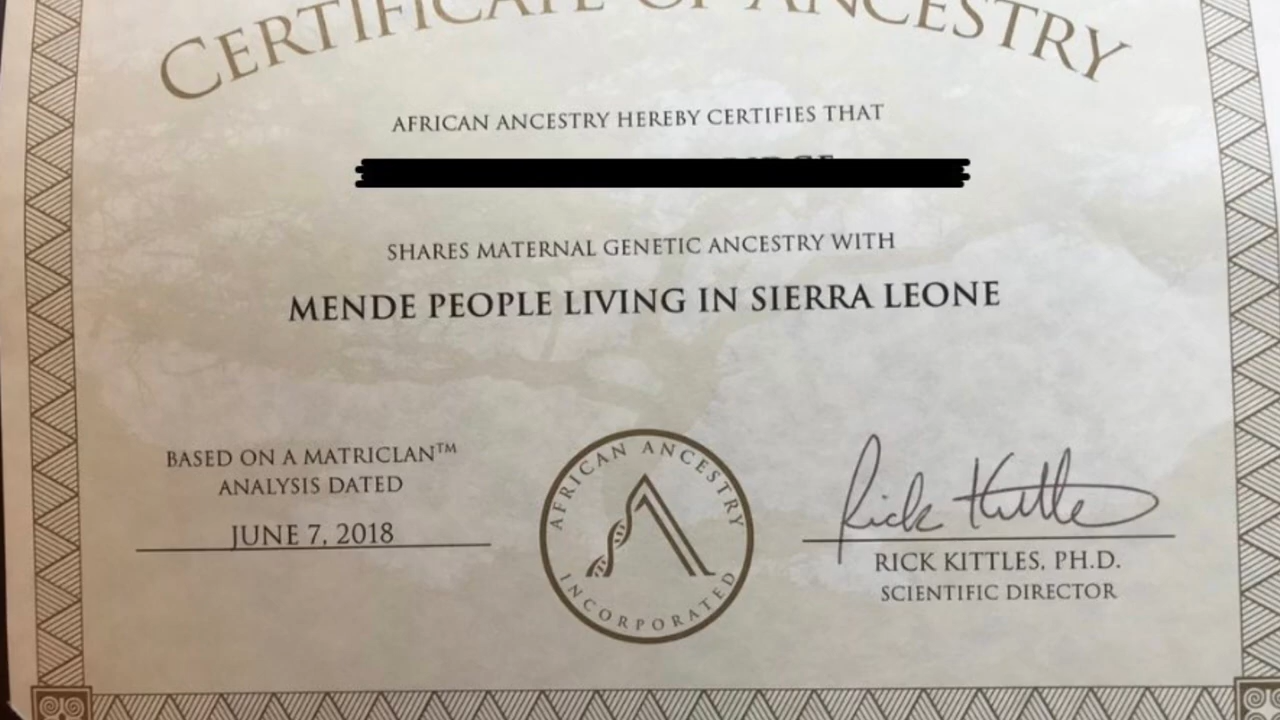 CERTIFICATE OF ANCESTRY
AFRICAN ANCESTRY HEREBY CERTIFIES THAT
SHARES MATERNAL GENETIC ANCESTRY WITH
MENDE PEOPLE LIVING IN SIERRA LEONE
BASED ON A MATRICLAN™
ANALYSIS DATED
JUNE 7, 2018
AFRICAN ANCESTRY
INCORPORATED
Rick Kittles
RICK KITTLES, PH.D.
SCIENTIFIC DIRECTOR